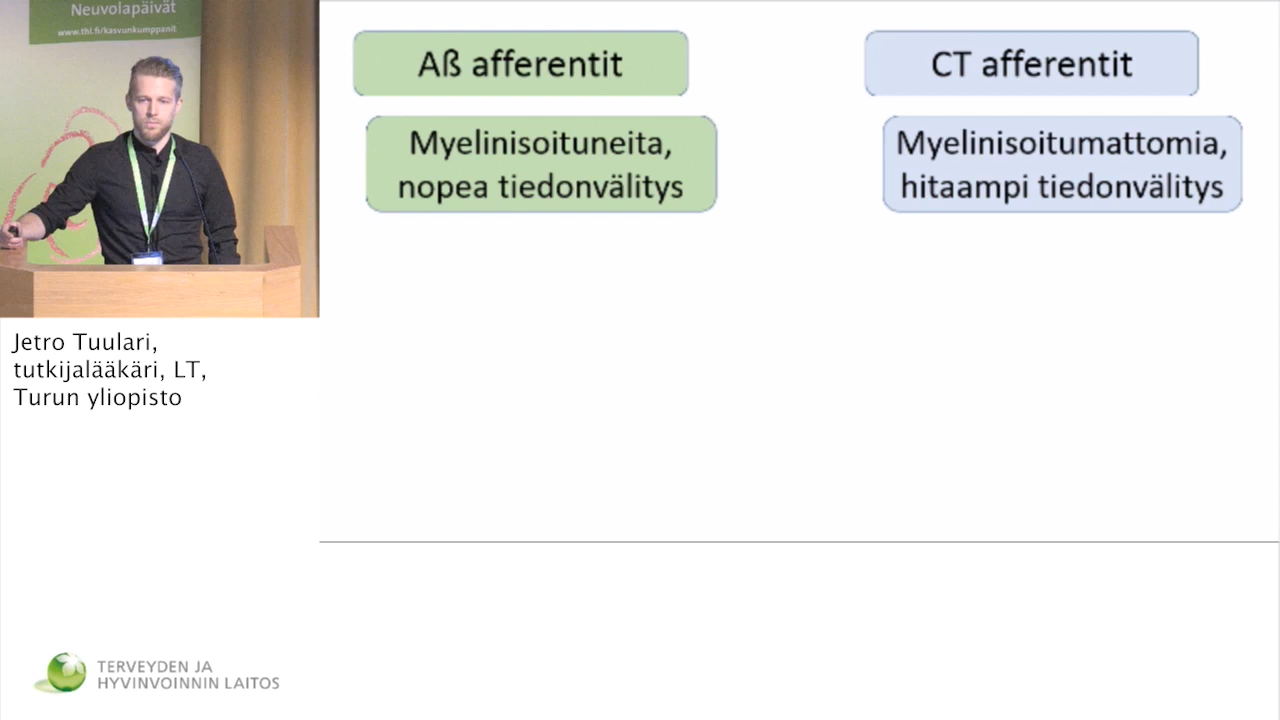 Neuvolapäivät
www.thl.fi/kasvunkumppanit
Aß afferentit
CT afferentit
Myelinisoituneita,
nopea tiedonvälitys
Myelinisoitumattomia,
hitaampi tiedonvälitys
Jetro Tuulari,
tutkijalääkäri, LT,
Turun yliopisto
TERVEYDEN JA
HYVINVOINNIN LAITOS